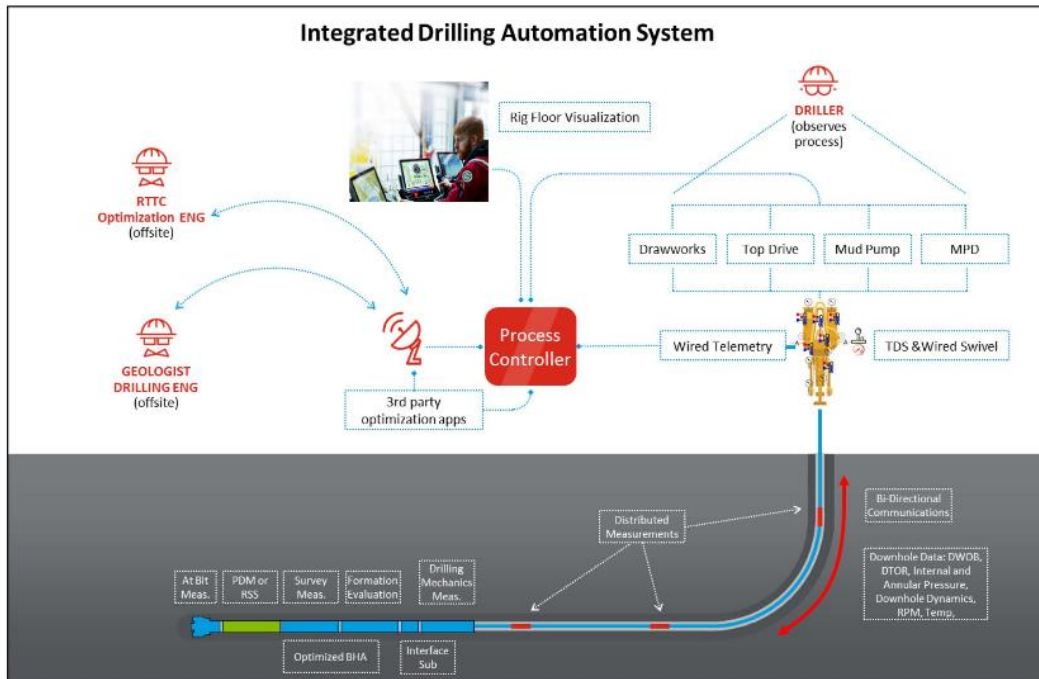 Integrated Drilling Automation System
Rig Floor Visualization
DRILLER
(observes
process)
RTTC
Optimization ENG
(offsite)
Drawworks
Top Drive
Mud Pump
MPD
GEOLOGIST
DRILLING ENG
(offsite)
Process
Controller
Wired Telemetry
TDS &Wired Swivel
3rd party
optimization apps
Distributed
Measurements
Bi-Directional
Communications
Downhole Data: DWOB,
DTOR, Internal and
Annular Pressure,
Downhole Dynamics,
RPM, Temp,
At Bit
Meas.
PDM or
RSS
Survey
Meas.
Formation
Evaluation
Drilling
Mechanics
Meas.
Optimized BHA
Interface
Sub